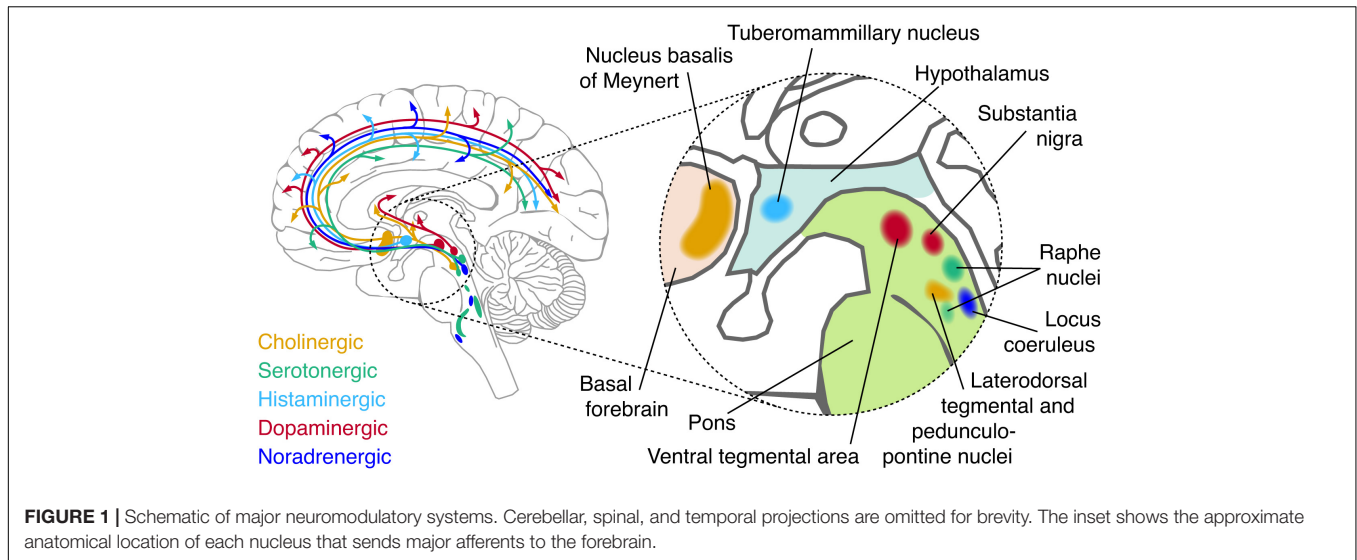 Tuberomammillary nucleus
Nucleus basalis
of Meynert
Hypothalamus
Substantia
nigra
Raphe
nuclei
Locus
coeruleus
Laterodorsal
tegmental and
pedunculo-
pontine nuclei
Basal
forebrain
Pons
Ventral tegmental area
Cholinergic
Serotonergic
Histaminergic
Dopaminergic
Noradrenergic
FIGURE 1 | Schematic of major neuromodulatory systems. Cerebellar, spinal, and temporal projections are omitted for brevity. The inset shows the approximate
anatomical location of each nucleus that sends major afferents to the forebrain.